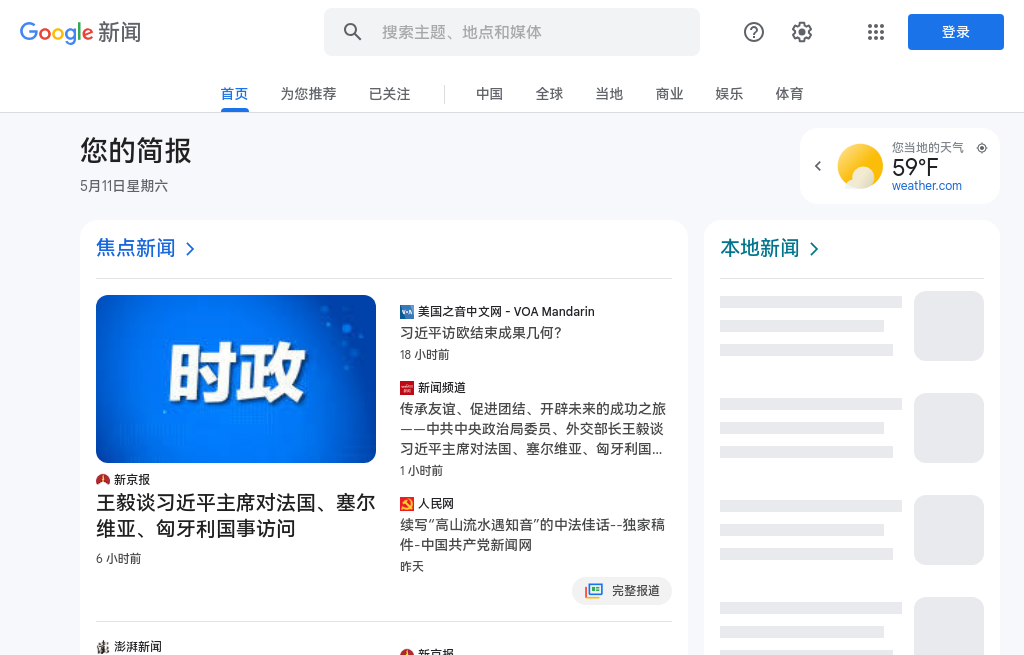 Google 新闻
搜索主题、地点和媒体
登录
首页
为您推荐
已关注
中国
全球
当地
商业
娱乐
体育
您的简报
5月11日星期六
您当地的天气
59°F
weather.com
焦点新闻
时政
新京报
王毅谈习近平主席对法国、塞尔
维亚、匈牙利国事访问
6 小时前
美国之音中文网 - VOA Mandarin
习近平访欧结束成果几何?
18 小时前
新闻频道
传承友谊、促进团结、开辟未来的成功之旅
——中共中央政治局委员、外交部长王毅谈
习近平主席对法国、塞尔维亚、匈牙利国...
1 小时前
人民网
续写“高山流水遇知音”的中法佳话--独家稿
件-中国共产党新闻网
昨天
完整报道
澎湃新闻
新京报
本地新闻